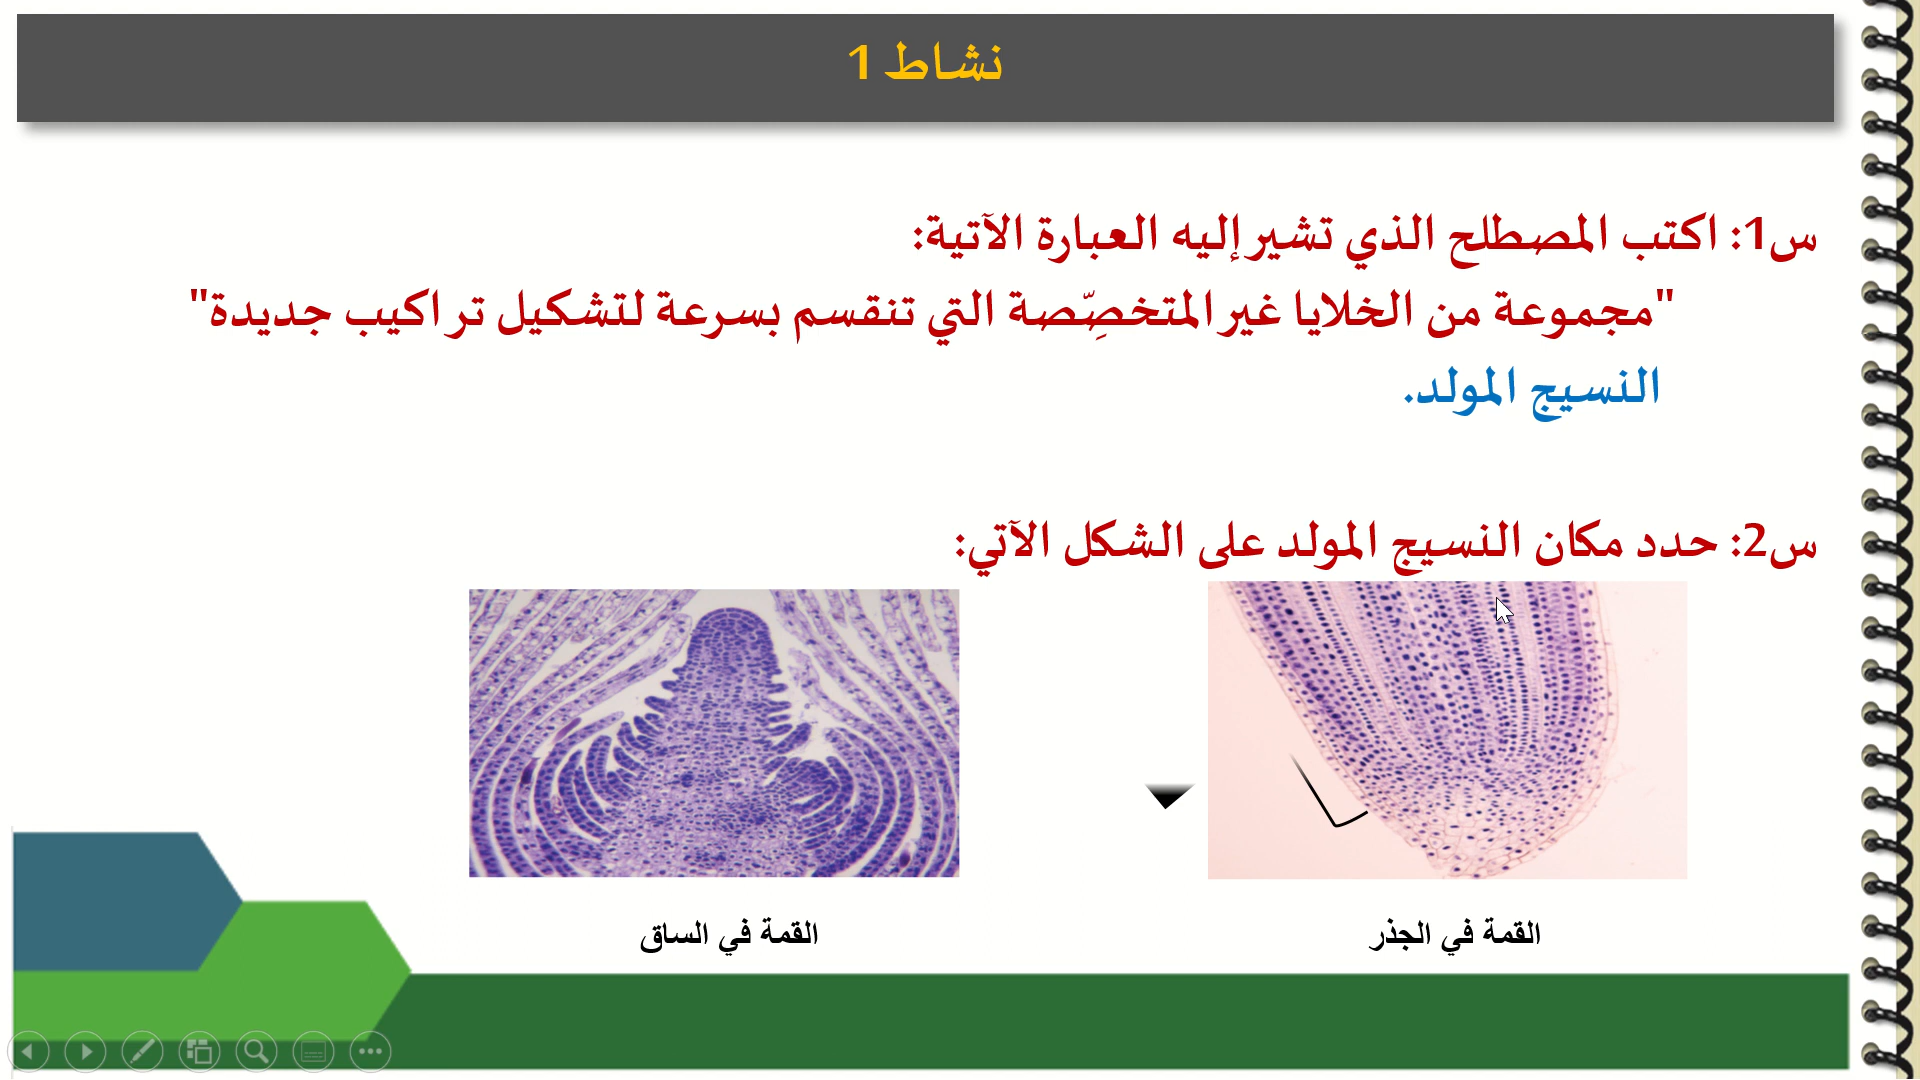 نشاط 1
س1: اكتب المصطلح الذي تشير إليه العبارة الآتية:
"مجموعة من الخلايا غير المتخصِّصة التي تنقسم بسرعة لتشكيل تراكيب جديدة"
النسيج المولد.
س2: حدد مكان النسيج المولد على الشكل الآتي:
القمة في الجذر
القمة في الساق